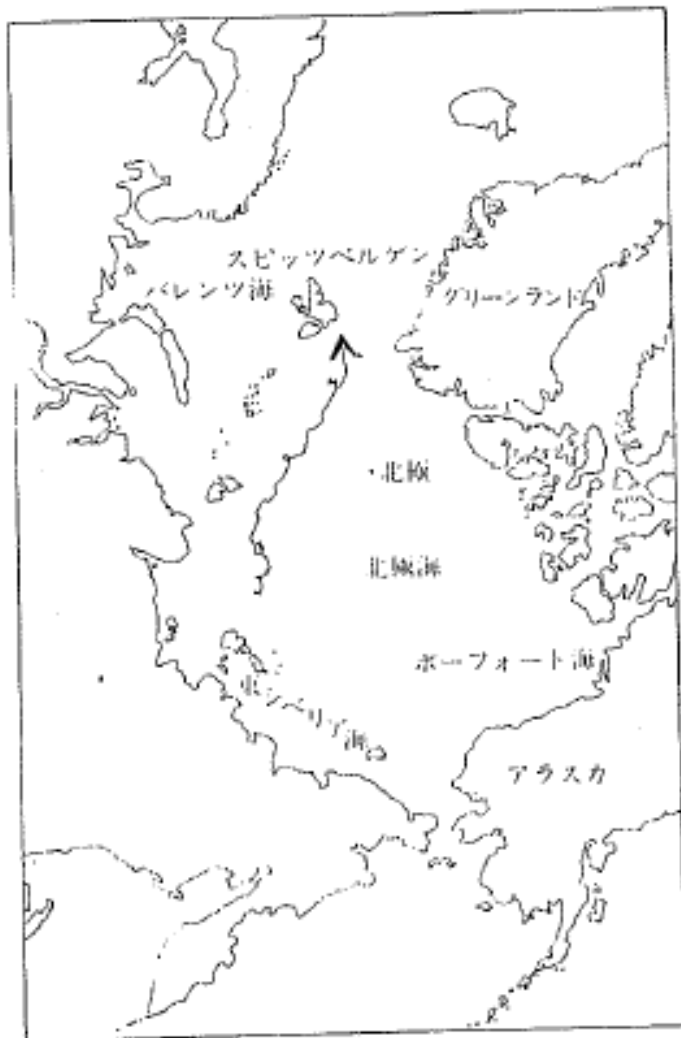 スピッツベルゲン
バレンツ海
グリーンランド
北極
北極海
ボーフォート海
東シベリア海
アラスカ